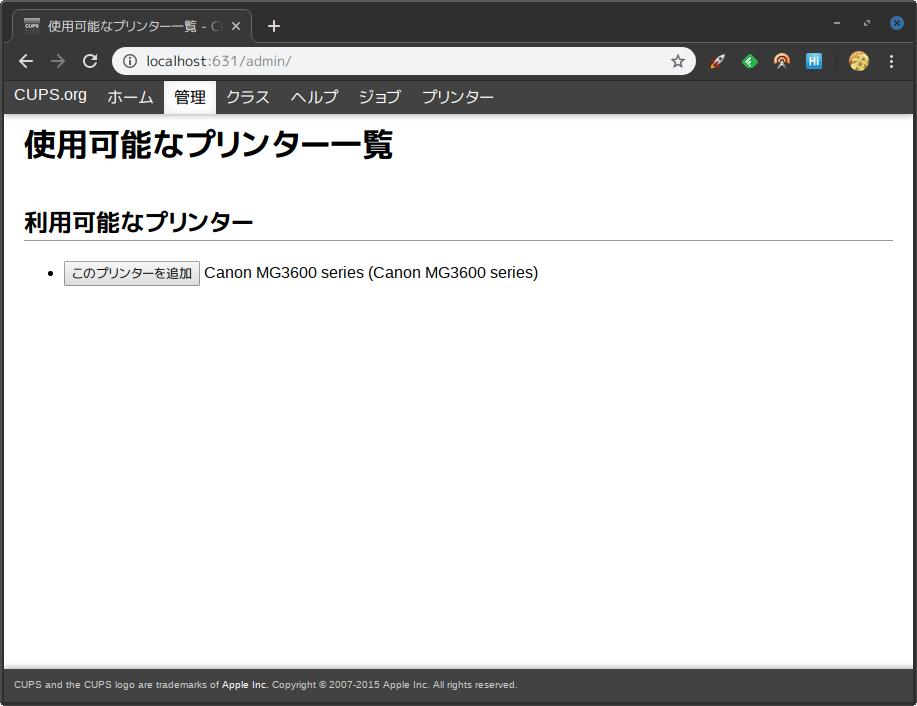 CUPS 使用可能なプリンター一覧 - C
localhost:631/admin/
Hi
CUPS.org ホーム 管理 クラス ヘルプ ジョブ プリンター
使用可能なプリンター一覧
利用可能なプリンター
このプリンターを追加 Canon MG3600 series (Canon MG3600 series)
CUPS and the CUPS logo are trademarks of Apple Inc. Copyright © 2007-2015 Apple Inc. All rights reserved.